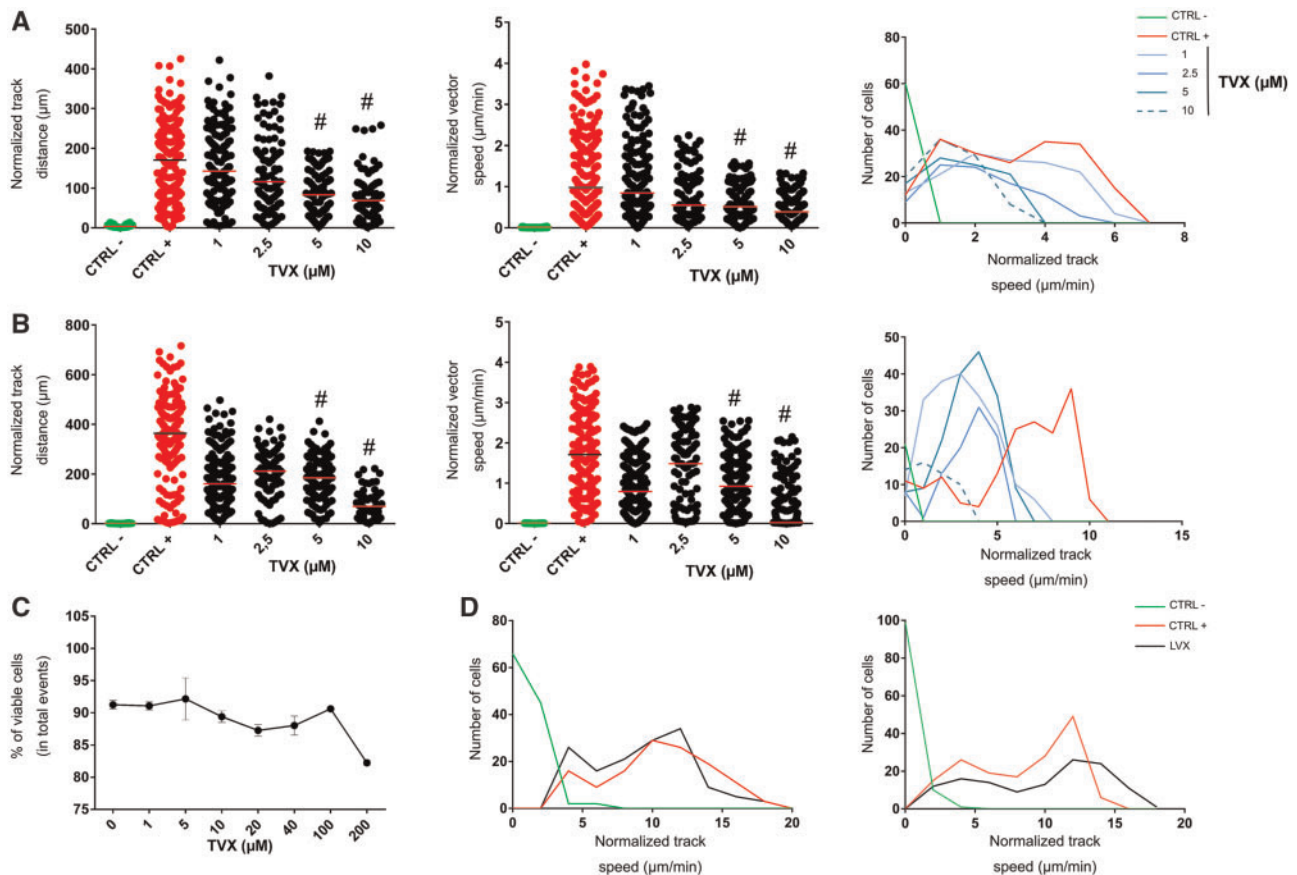 A
Normalized track
distance (µm)
500
400
300
200
100
0
CTRL -
CTRL +
1
2,5
5
10
TVX (µM)
#
#
Normalized vector
speed (µm/min)
5
4
3
2
1
0
CTRL -
CTRL +
1
2,5
5
10
TVX (µM)
#
#
Number of cells
80
60
40
20
0
0
2
4
6
8
Normalized track
speed (µm/min)
CTRL -
CTRL +
1
2.5
5
10
TVX (µM)
B
Normalized track
distance (µm)
800
600
400
200
0
CTRL -
CTRL +
1
2,5
5
10
TVX (µM)
#
#
Normalized vector
speed (µm/min)
5
4
3
2
1
0
CTRL -
CTRL +
1
2,5
5
10
TVX (µM)
#
#
Number of cells
50
40
30
20
10
0
0
5
10
15
Normalized track
speed (µm/min)
C
% of viable cells
(in total events)
105
100
95
90
85
80
75
0
1
5
10
20
40
100
200
TVX (µM)
D
Number of cells
80
60
40
20
0
0
5
10
15
20
Normalized track
speed (µm/min)
Number of cells
100
80
60
40
20
0
0
5
10
15
20
Normalized track
speed (µm/min)
CTRL -
CTRL +
LVX